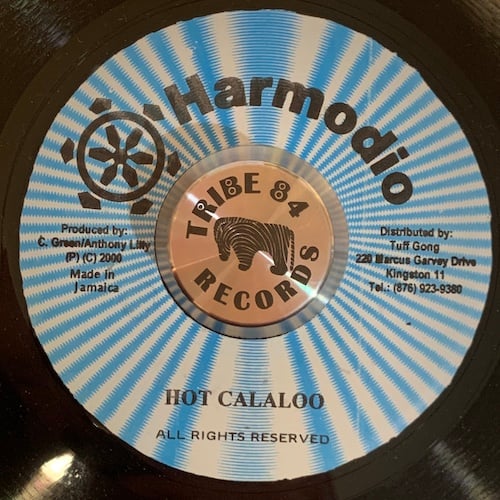 Harmodio
TRIBE 84
RECORDS
Produced by:
C. Green/Anthony Lilly
(P) (C) 2000
Made in
Jamaica
Distributed by:
Tuff Gong
220 Marcus Garvey Drive
Kingston 11
Tel.: (876) 923-9380
HOT CALALOO
ALL RIGHTS RESERVED